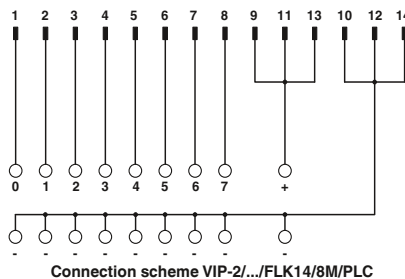 1 2 3 4 5 6 7 8 9 11 13 10 12 14
0 1 2 3 4 5 6 7 +
- - - - - - - - -
Connection scheme VIP-2/.../FLK14/8M/PLC